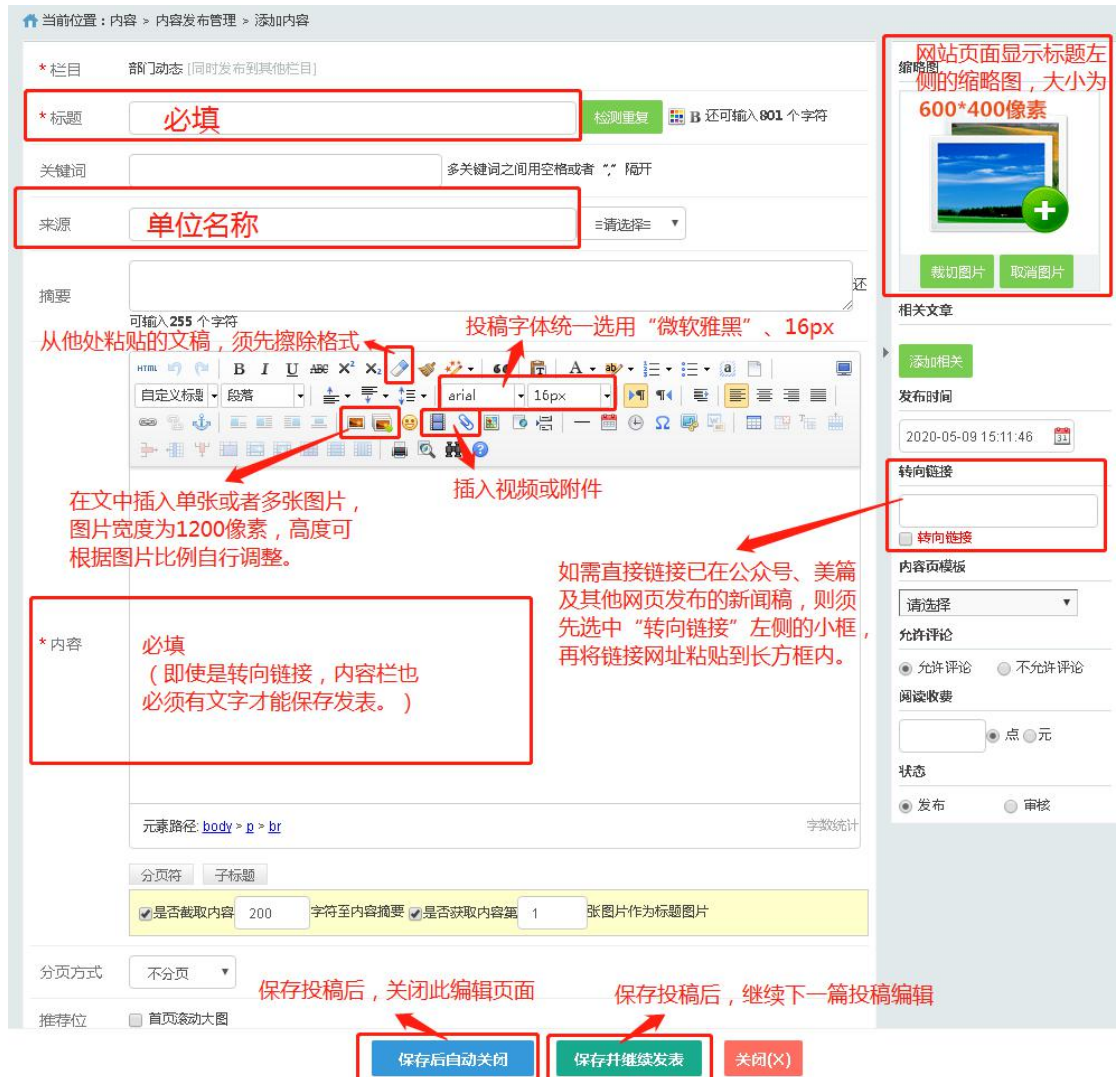 当前位置：内容 > 内容发布管理 > 添加内容
* 栏目 部门动态 [同时发布到其他栏目]
* 标题 必填 检测重复 B 还可输入801 个字符
关键词 多关键词之间用空格或者 “,” 隔开
来源 单位名称 =请选择=
摘要 还
可输入255 个字符
从他处粘贴的文稿，须先擦除格式
投稿字体统一选用“微软雅黑”、16px
HTML B I U ABC X² X₂ A ab a
自定义标题 段落 arial 16px
在文中插入单张或者多张图片，
图片宽度为1200像素，高度可
根据图片比例自行调整。
插入视频或附件
如需直接链接已在公众号、美篇
及其他网页发布的新闻稿，则须
先选中“转向链接”左侧的小框，
再将链接网址粘贴到长方框内。
* 内容
必填
（即使是转向链接，内容栏也
必须有文字才能保存发表。）
元素路径: body > p > br 字数统计
分页符 子标题
是否截取内容 200 字符至内容摘要 是否获取内容第 1 张图片作为标题图片
分页方式 不分页
保存投稿后，关闭此编辑页面
保存投稿后，继续下一篇投稿编辑
推荐位 首页滚动大图
保存后自动关闭 保存并继续发表 关闭(X)
缩略图
网站页面显示标题左
侧的缩略图，大小为
600*400像素
裁切图片 取消图片
相关文章
添加相关
发布时间
2020-05-09 15:11:46
转向链接
转向链接
内容页模板
请选择
允许评论
允许评论 不允许评论
阅读收费
点 元
状态
发布 审核